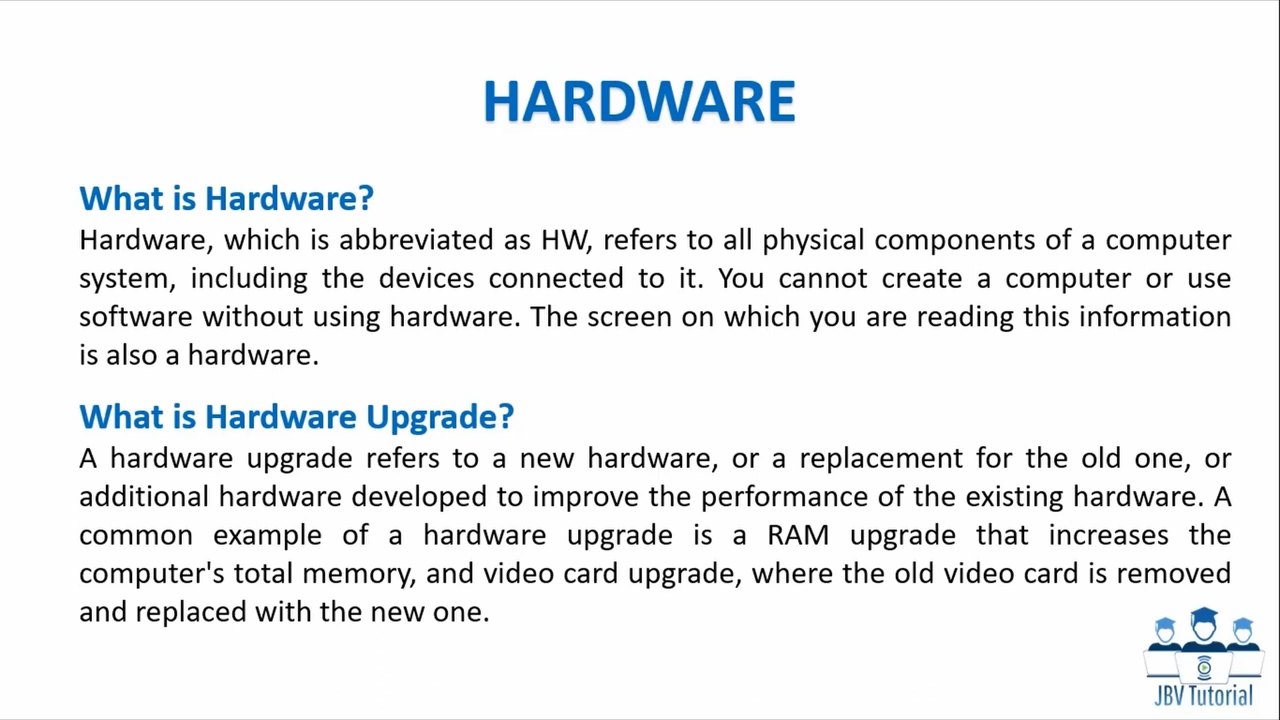 HARDWARE
What is Hardware?
Hardware, which is abbreviated as HW, refers to all physical components of a computer
system, including the devices connected to it. You cannot create a computer or use
software without using hardware. The screen on which you are reading this information
is also a hardware.
What is Hardware Upgrade?
A hardware upgrade refers to a new hardware, or a replacement for the old one, or
additional hardware developed to improve the performance of the existing hardware. A
common example of a hardware upgrade is a RAM upgrade that increases the
computer's total memory, and video card upgrade, where the old video card is removed
and replaced with the new one.
JBV Tutorial